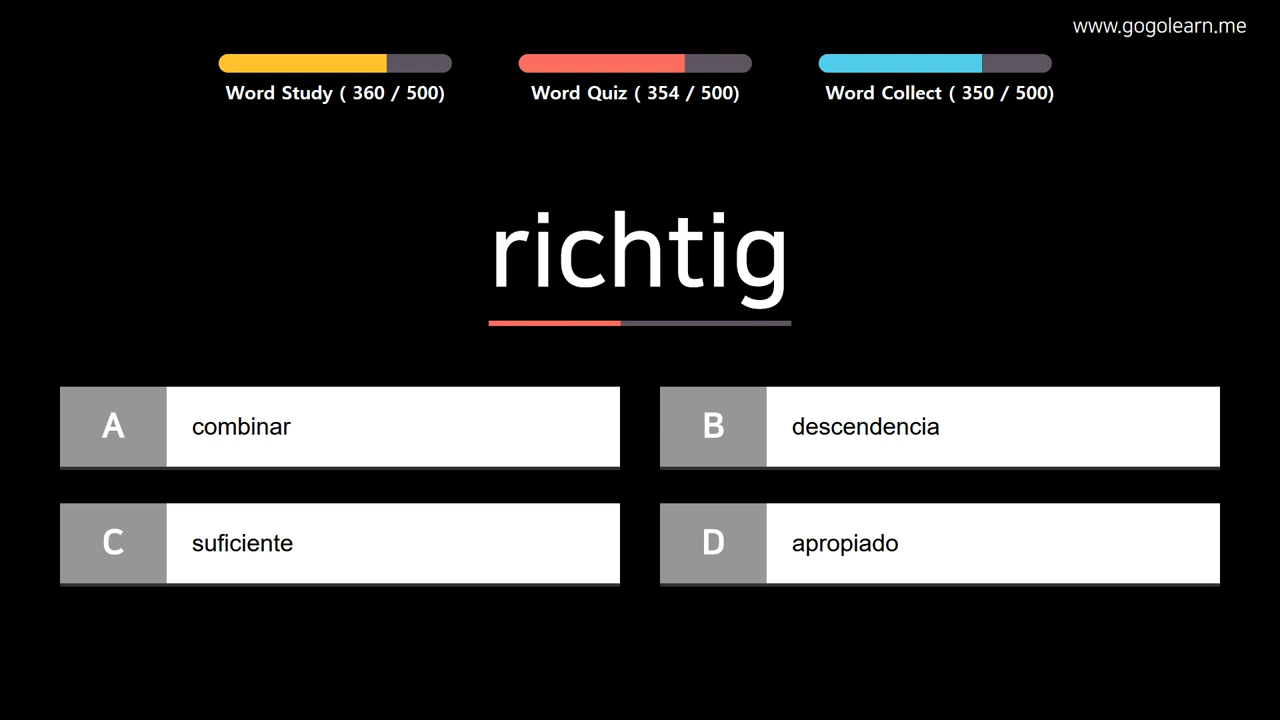 www.gogolearn.me
Word Study ( 360 / 500)
Word Quiz ( 354 / 500)
Word Collect ( 350 / 500)
richtig
A combinar
B descendencia
C suficiente
D apropiado